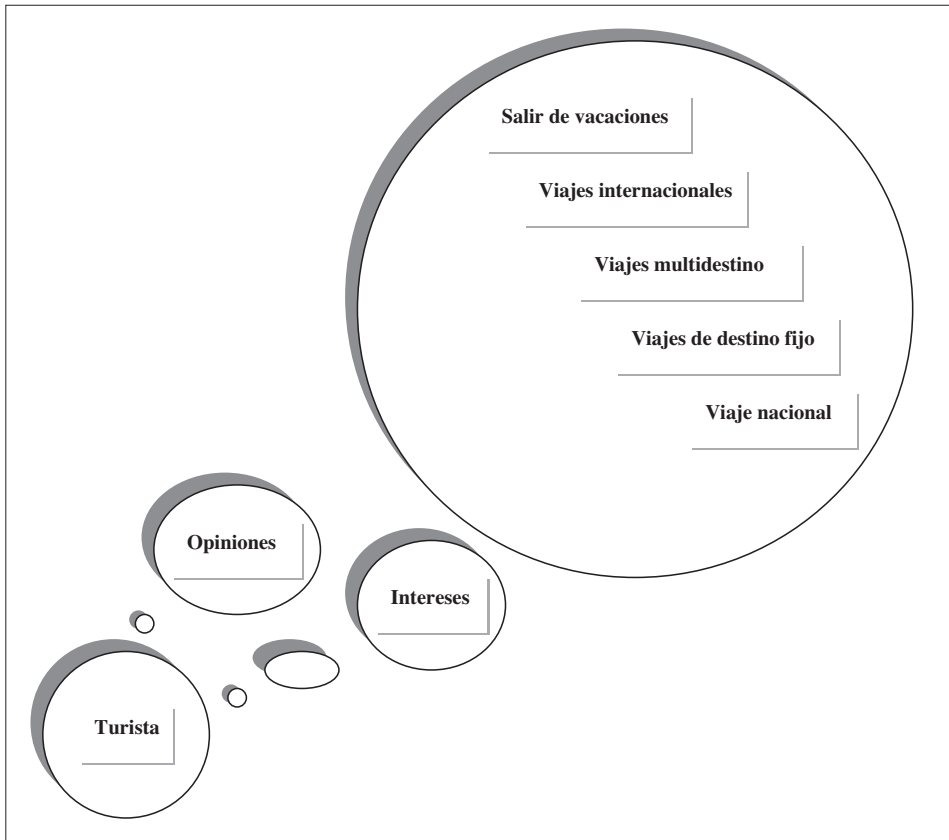 Salir de vacaciones
Viajes internacionales
Viajes multidestino
Viajes de destino fijo
Viaje nacional
Opiniones
Intereses
Turista